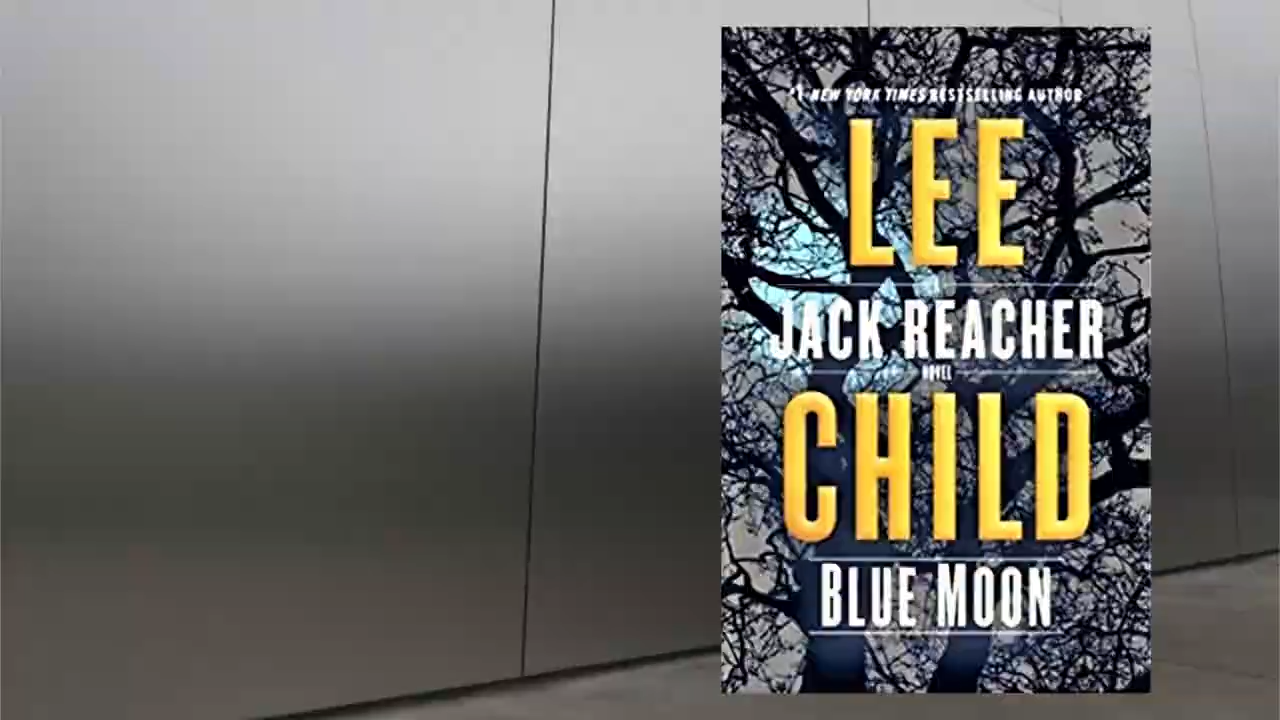 #1 NEW YORK TIMES BESTSELLING AUTHOR
LEE
JACK REACHER
NOVEL
CHILD
BLUE MOON